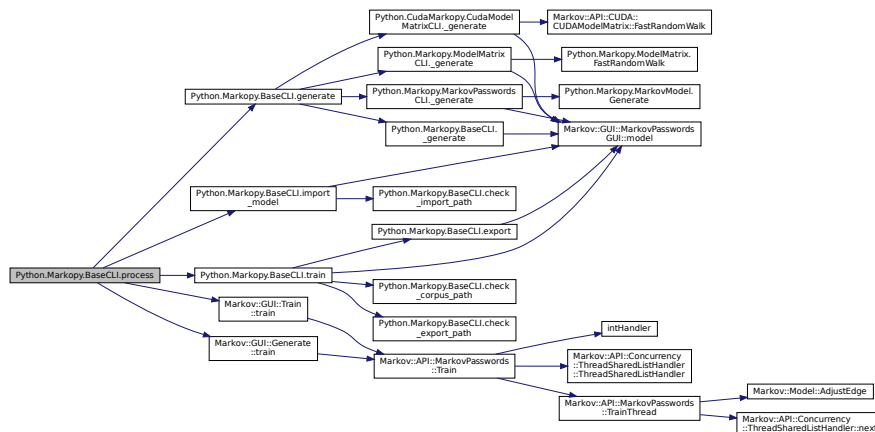 Python.CudaMarkopy.CudaModel
MatrixCLI._generate
Markov::API::CUDA::
CUDAModelMatrix::FastRandomWalk
Python.Markopy.ModelMatrix
CLI._generate
Python.Markopy.ModelMatrix.
FastRandomWalk
Python.Markopy.BaseCLI.generate
Python.Markopy.MarkovPasswords
CLI._generate
Python.Markopy.MarkovModel.
Generate
Python.Markopy.BaseCLI.
_generate
Markov::GUI::MarkovPasswords
GUI::model
Python.Markopy.BaseCLI.import
_model
Python.Markopy.BaseCLI.check
_import_path
Python.Markopy.BaseCLI.export
Python.Markopy.BaseCLI.process
Python.Markopy.BaseCLI.train
Python.Markopy.BaseCLI.check
_corpus_path
Markov::GUI::Train
::train
Python.Markopy.BaseCLI.check
_export_path
intHandler
Markov::GUI::Generate
::train
Markov::API::MarkovPasswords
::Train
Markov::API::Concurrency
::ThreadSharedListHandler
::ThreadSharedListHandler
Markov::API::MarkovPasswords
::TrainThread
Markov::Model::AdjustEdge
Markov::API::Concurrency
::ThreadSharedListHandler::next